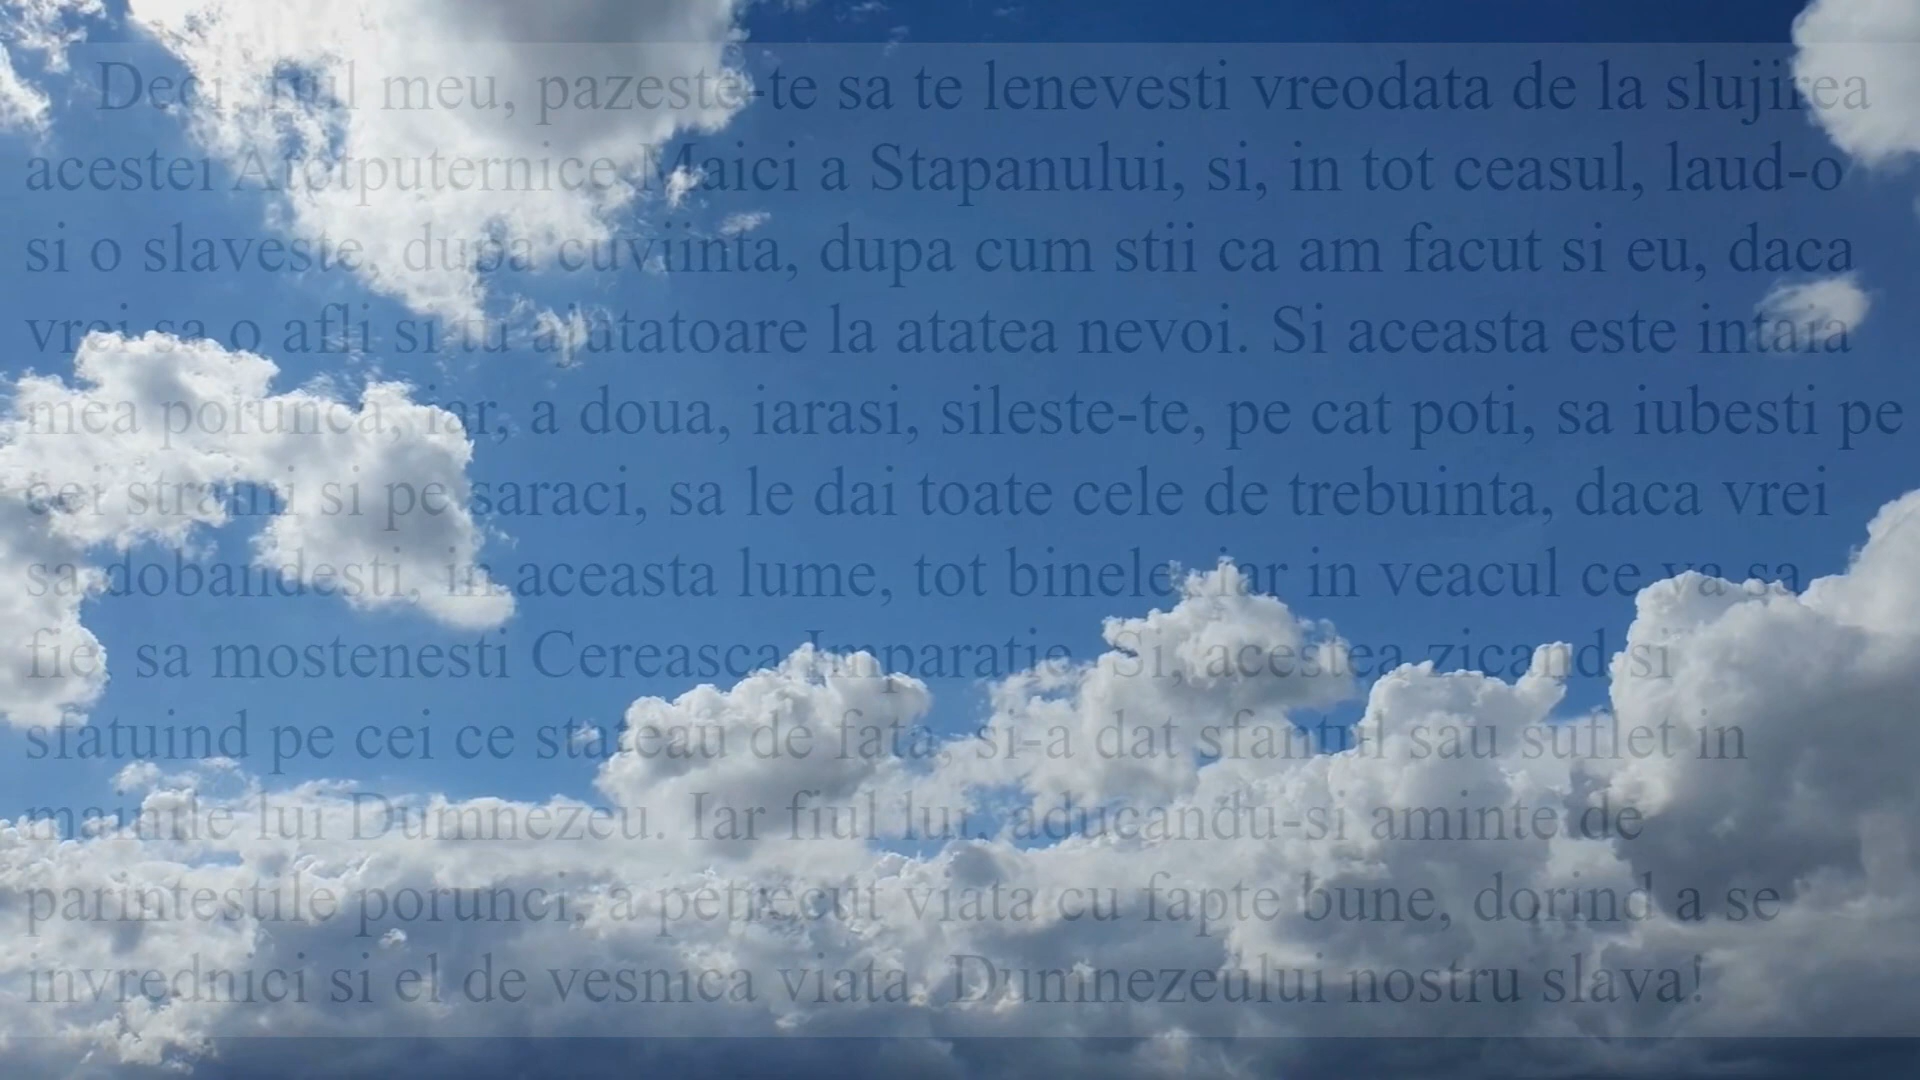 Deci, fiul meu, pazeste-te sa te lenevesti vreodata de la slujirea
acestei Atotputernice Maici a Stapanului, si, in tot ceasul, laud-o
si o slaveste, dupa cuviinta, dupa cum stii ca am facut si eu, daca
vrei sa o afli si tu ajutatoare la atatea nevoi. Si aceasta este intaia
mea porunca, iar, a doua, iarasi, sileste-te, pe cat poti, sa iubesti pe
cei straini si pe saraci, sa le dai toate cele de trebuinta, daca vrei
sa dobandesti, in aceasta lume, tot binele, iar in veacul ce va sa
fie, sa mostenesti Cereasca Imparatie. Si, acestea zicand si
sfatuind pe cei ce stateau de fata, si-a dat sfantul sau suflet in
mainile lui Dumnezeu. Iar fiul lui, aducandu-si aminte de
parintestile porunci, a petrecut viata cu fapte bune, dorind a se
invrednici si el de vesnica viata. Dumnezeului nostru slava!